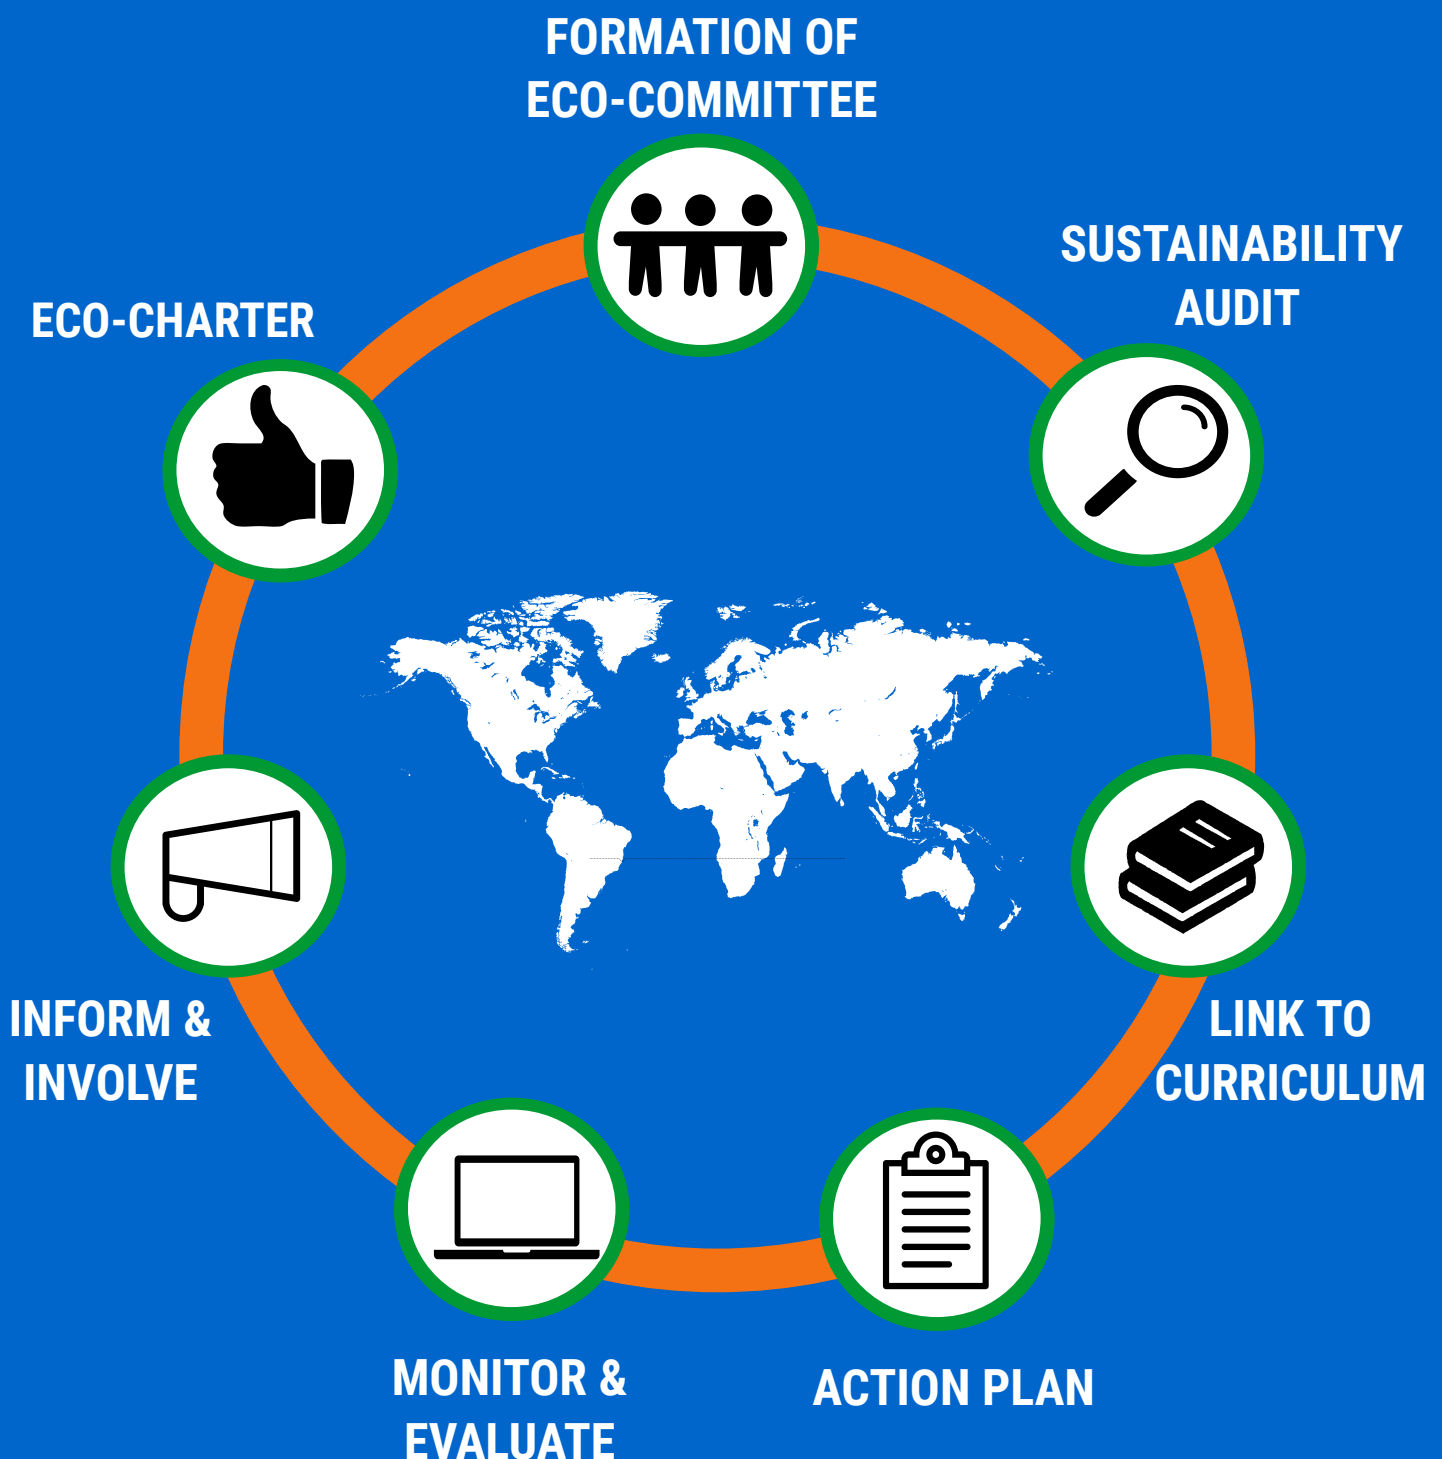 FORMATION OF
ECO-COMMITTEE
SUSTAINABILITY
AUDIT
ECO-CHARTER
LINK TO
CURRICULUM
INFORM &
INVOLVE
ACTION PLAN
MONITOR &
EVALUATE